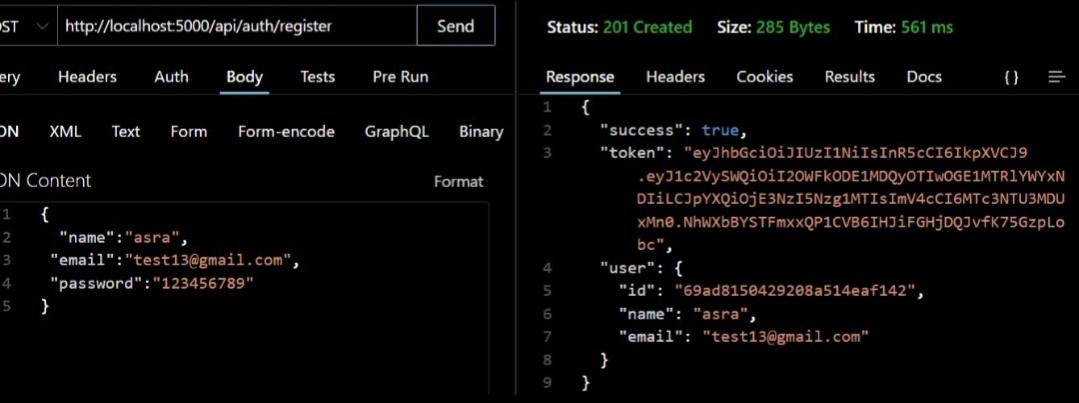 OST http://localhost:5000/api/auth/register Send
ery Headers Auth Body Tests Pre Run
ON XML Text Form Form-encode GraphQL Binary
ON Content Format
1 {
2 "name":"asra",
3 "email":"test13@gmail.com",
4 "password":"123456789"
5 }
Status: 201 Created Size: 285 Bytes Time: 561 ms
Response Headers Cookies Results Docs {}
1 {
2 "success": true,
3 "token": "eyJhbGciOiJIUzI1NiIsInR5cCI6IkpXVCJ9
.eyJ1c2VySWQiOiI2OWFkODE1MDQyOTIwOGE1MTRlYWYxN
DIiLCJpYXQiOjE3NzI5Nzg1MTIsImV4cCI6MTc3NTU3MDU
xMn0.NhWXbBYSTFmxxQP1CVB6IHJiFGHjDQJvfK75GzpLo
bc",
4 "user": {
5 "id": "69ad8150429208a514eaf142",
6 "name": "asra",
7 "email": "test13@gmail.com"
8 }
9 }